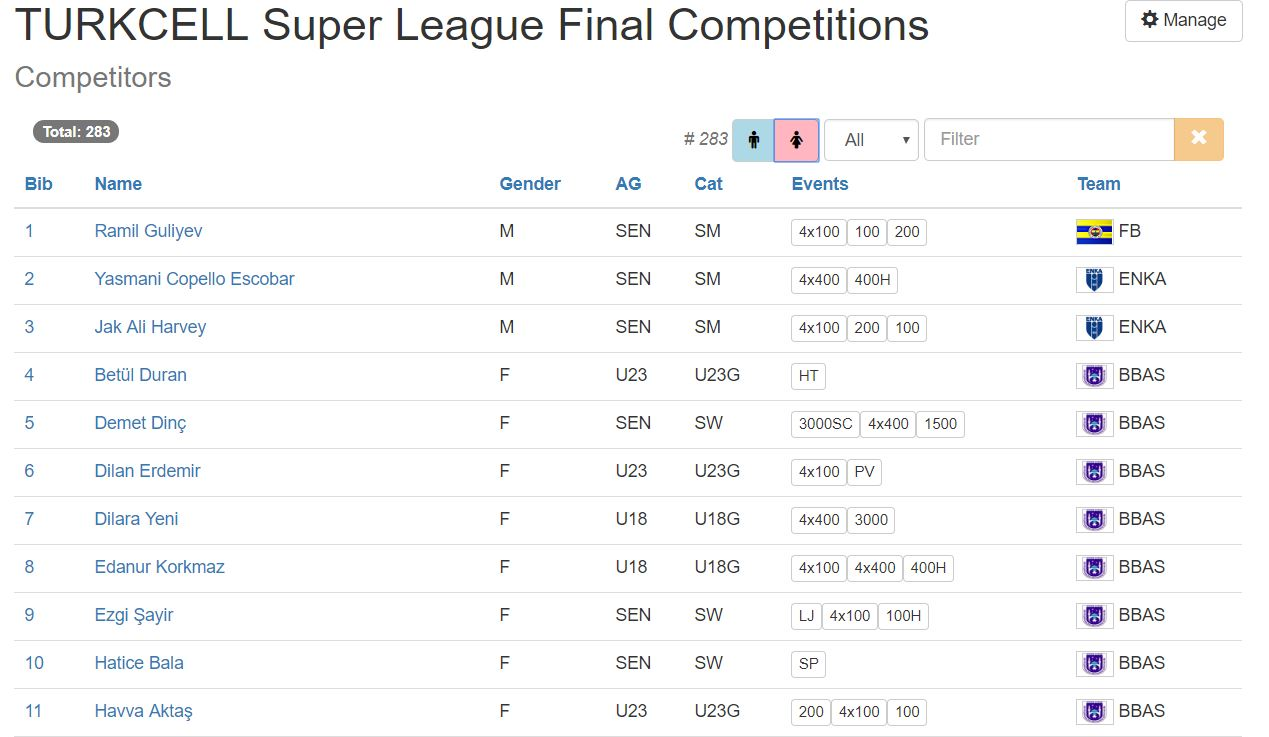 TURKCELL Super League Final Competitions
Manage
Competitors
Total: 283
# 283 All Filter
Bib Name Gender AG Cat Events Team
1 Ramil Guliyev M SEN SM 4x100 100 200 FB
2 Yasmani Copello Escobar M SEN SM 4x400 400H ENKA ENKA
3 Jak Ali Harvey M SEN SM 4x100 200 100 ENKA ENKA
4 Betül Duran F U23 U23G HT BBAS
5 Demet Dinç F SEN SW 3000SC 4x400 1500 BBAS
6 Dilan Erdemir F U23 U23G 4x100 PV BBAS
7 Dilara Yeni F U18 U18G 4x400 3000 BBAS
8 Edanur Korkmaz F U18 U18G 4x100 4x400 400H BBAS
9 Ezgi Şayir F SEN SW LJ 4x100 100H BBAS
10 Hatice Bala F SEN SW SP BBAS
11 Havva Aktaş F U23 U23G 200 4x100 100 BBAS